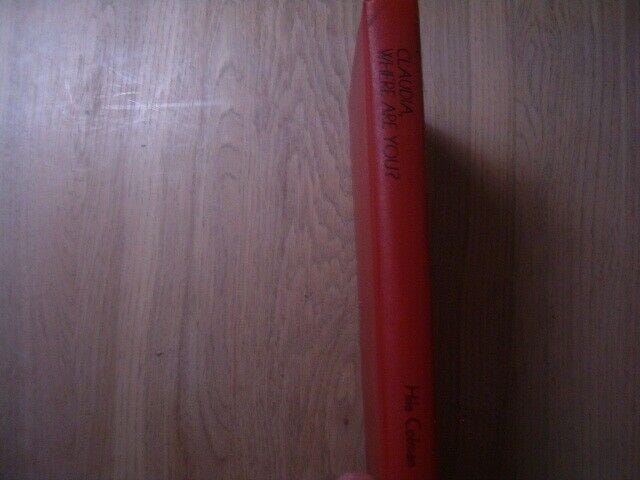 CLAUDIA,
WHERE ARE YOU?
Hila Colman